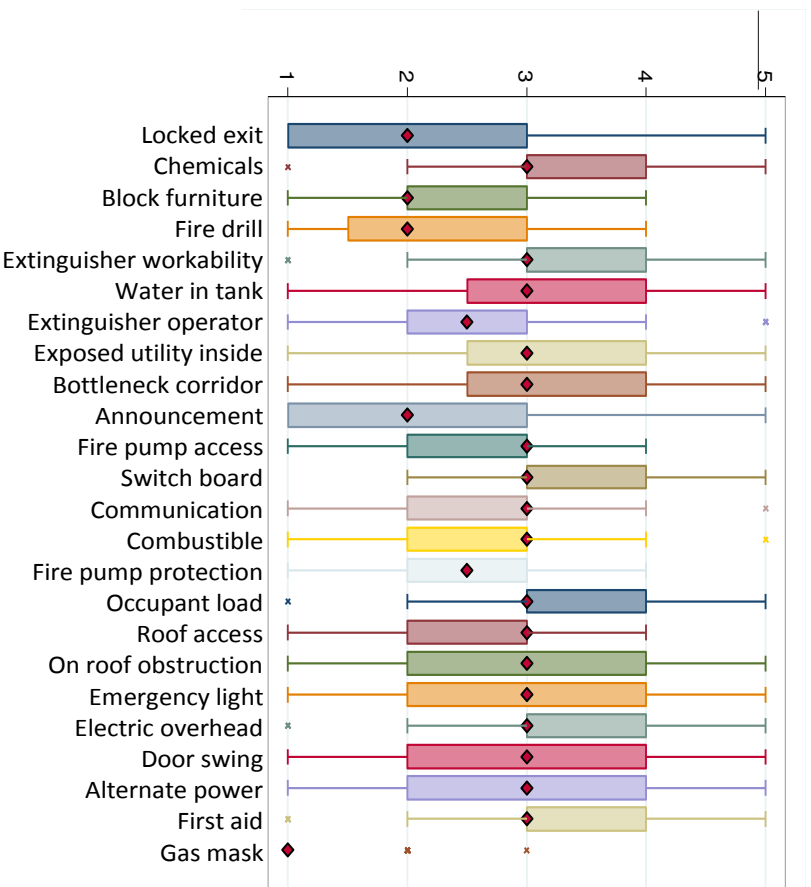 1 2 3 4 5
Locked exit
Chemicals
Block furniture
Fire drill
Extinguisher workability
Water in tank
Extinguisher operator
Exposed utility inside
Bottleneck corridor
Announcement
Fire pump access
Switch board
Communication
Combustible
Fire pump protection
Occupant load
Roof access
On roof obstruction
Emergency light
Electric overhead
Door swing
Alternate power
First aid
Gas mask